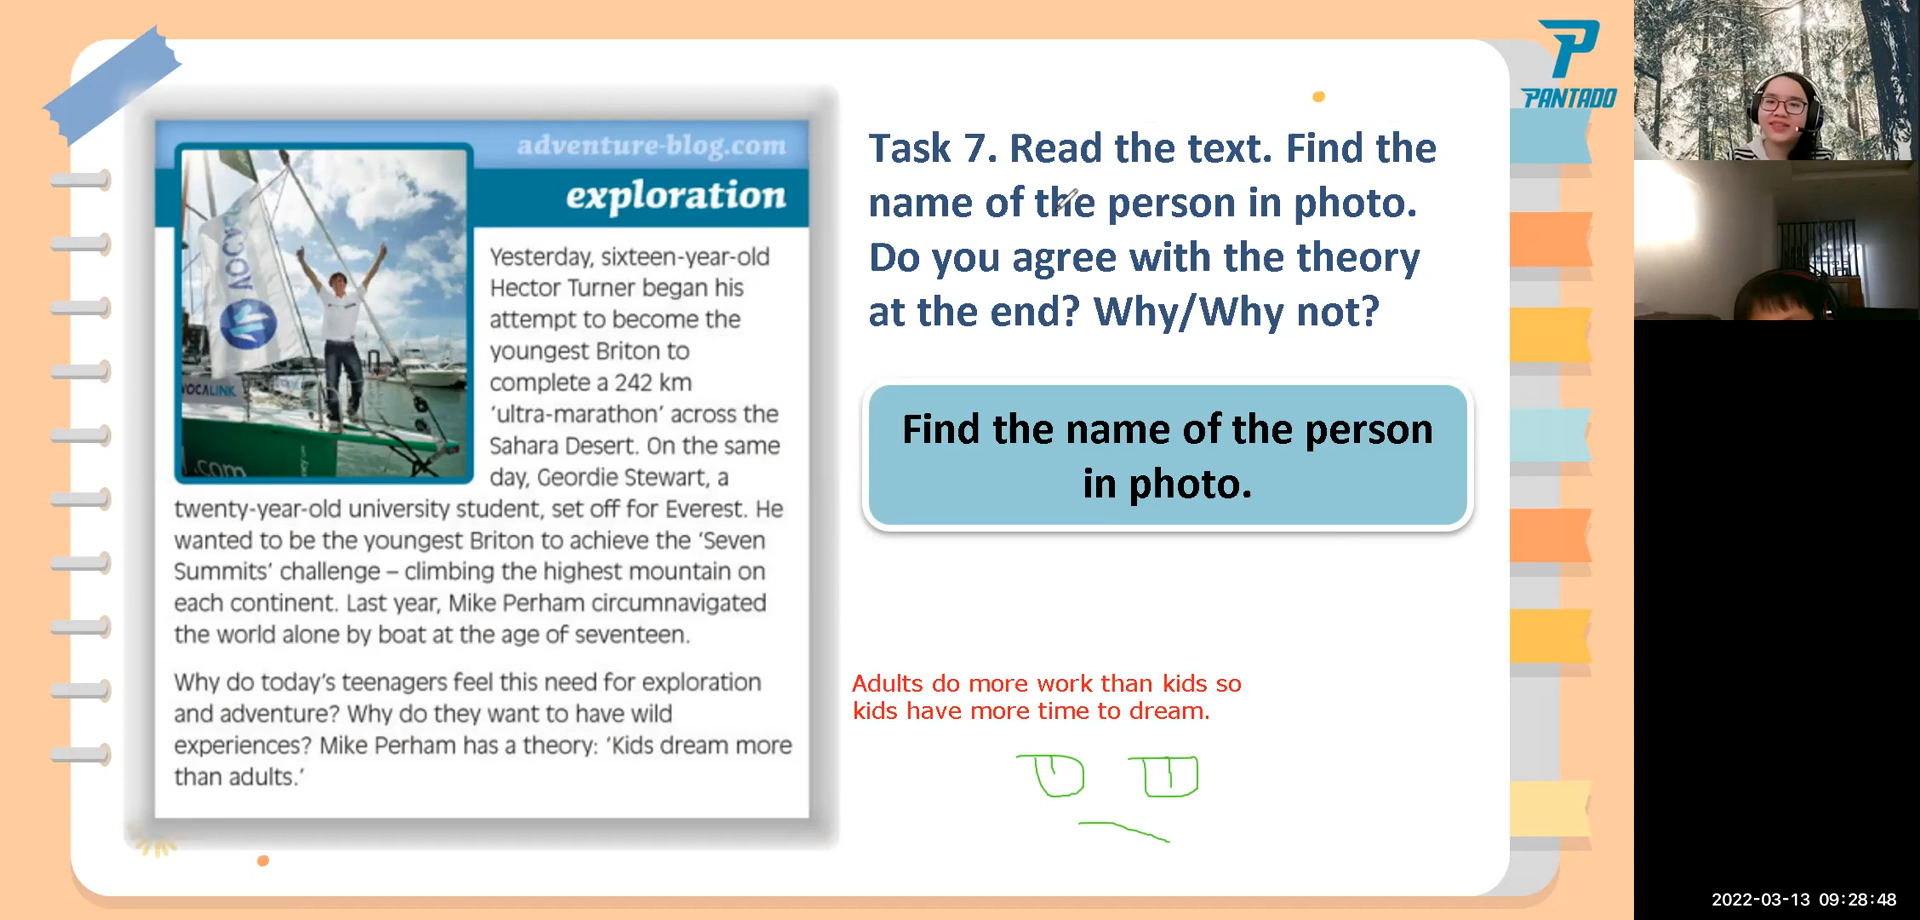 adventure-blog.com
exploration
Yesterday, sixteen-year-old
Hector Turner began his
attempt to become the
youngest Briton to
complete a 242 km
‘ultra-marathon’ across the
Sahara Desert. On the same
day, Geordie Stewart, a
twenty-year-old university student, set off for Everest. He
wanted to be the youngest Briton to achieve the ‘Seven
Summits’ challenge – climbing the highest mountain on
each continent. Last year, Mike Perham circumnavigated
the world alone by boat at the age of seventeen.
Why do today’s teenagers feel this need for exploration
and adventure? Why do they want to have wild
experiences? Mike Perham has a theory: ‘Kids dream more
than adults.’
VOCALINK
VOCALINK
.com
Task 7. Read the text. Find the
name of the person in photo.
Do you agree with the theory
at the end? Why/Why not?
Find the name of the person
in photo.
Adults do more work than kids so
kids have more time to dream.
PANTADO
2022-03-13 09:28:48